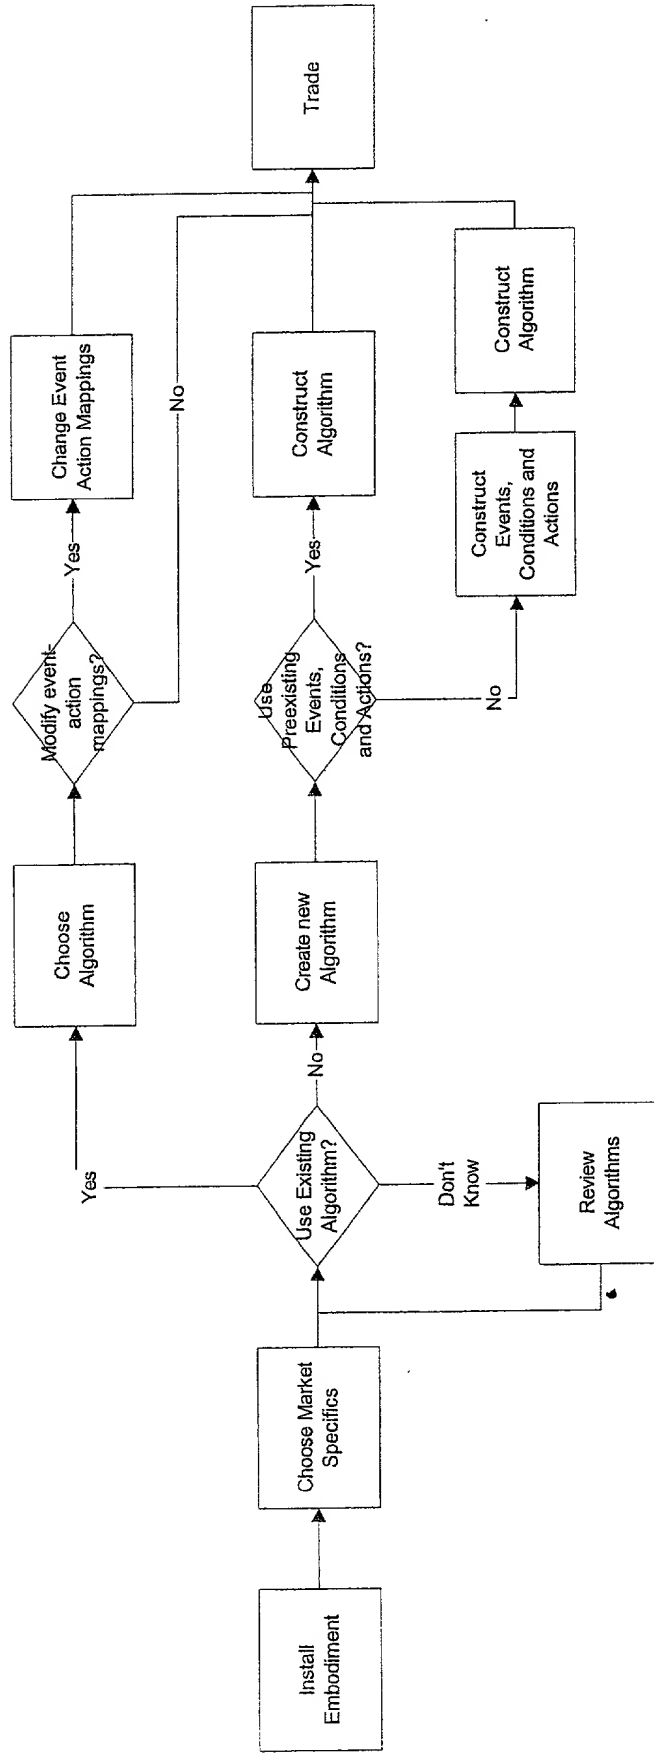 Install
Embodiment
Choose Market
Specifics
Use Existing
Algorithm?
Yes
No
Don't
Know
Review
Algorithms
Choose
Algorithm
Modify event-
action
mappings?
Yes
Change Event
Action Mappings
No
Create new
Algorithm
Use
Preexisting
Events,
Conditions
and Actions?
Yes
Construct
Algorithm
No
Construct
Events,
Conditions and
Actions
Construct
Algorithm
Trade